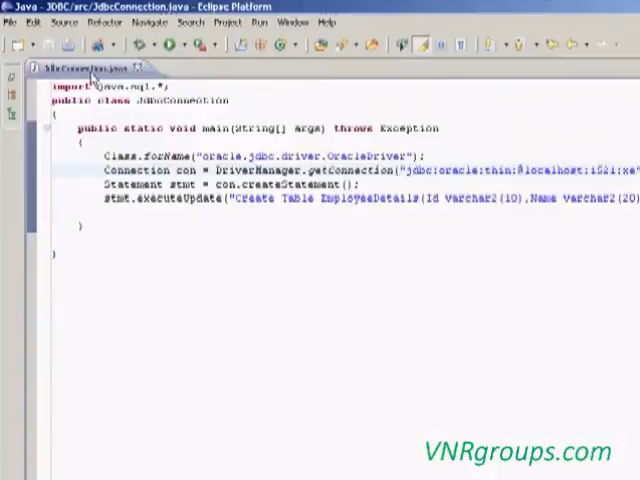 Java - JDBC/src/JdbcConnection.java - Eclipse Platform
File Edit Source Refactor Navigate Search Project Run Window Help
JdbcConnection.java
import java.sql.*;
public class JdbcConnection
{
public static void main(String[] args) throws Exception
{
Class.forName("oracle.jdbc.driver.OracleDriver");
Connection con = DriverManager.getConnection("jdbc:oracle:thin:@localhost:1521:xe"
Statement stmt = con.createStatement();
stmt.executeUpdate("Create Table EmployeeDetails(Id varchar2(10),Name varchar2(20)
}
}
VNRgroups.com